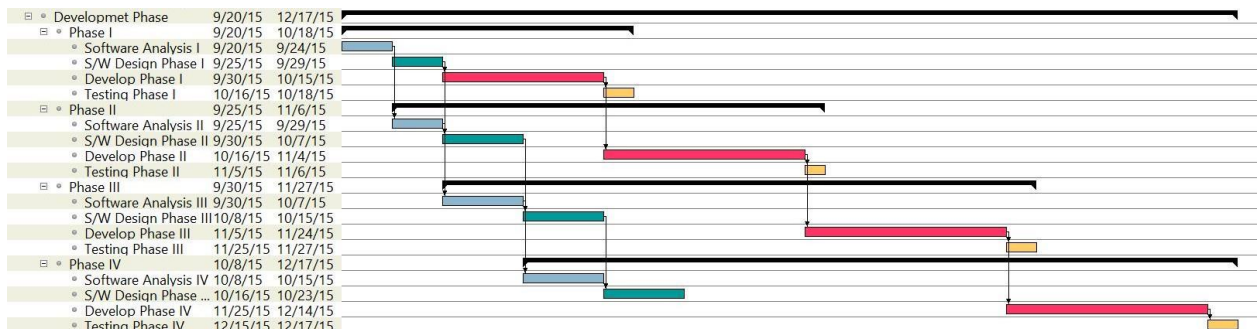 Developmet Phase 9/20/15 12/17/15
Phase I 9/20/15 10/18/15
Software Analysis I 9/20/15 9/24/15
S/W Design Phase I 9/25/15 9/29/15
Develop Phase I 9/30/15 10/15/15
Testing Phase I 10/16/15 10/18/15
Phase II 9/25/15 11/6/15
Software Analysis II 9/25/15 9/29/15
S/W Design Phase II 9/30/15 10/7/15
Develop Phase II 10/16/15 11/4/15
Testing Phase II 11/5/15 11/6/15
Phase III 9/30/15 11/27/15
Software Analysis III 9/30/15 10/7/15
S/W Design Phase III 10/8/15 10/15/15
Develop Phase III 11/5/15 11/24/15
Testing Phase III 11/25/15 11/27/15
Phase IV 10/8/15 12/17/15
Software Analysis IV 10/8/15 10/15/15
S/W Design Phase ... 10/16/15 10/23/15
Develop Phase IV 11/25/15 12/14/15
Testing Phase IV 12/15/15 12/17/15